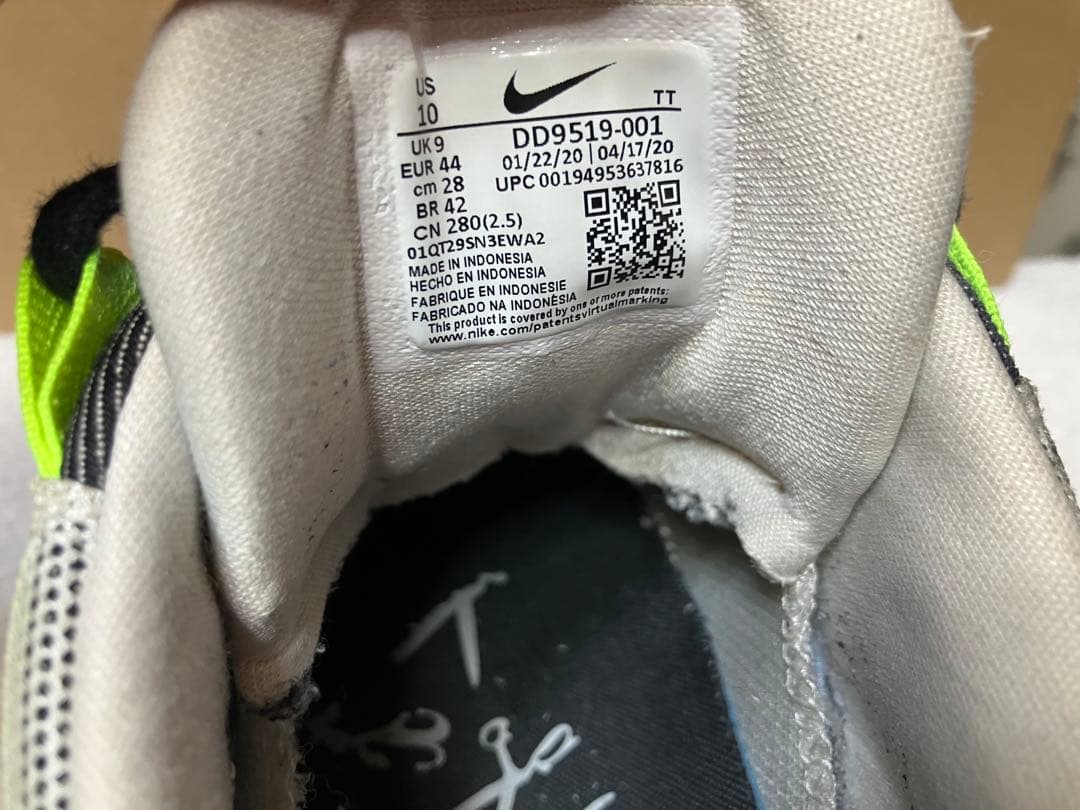 US
10
TT
UK 9
EUR 44
cm 28
BR 42
CN 280(2.5)
01QT29SN3EWA2
DD9519-001
01/22/20 | 04/17/20
UPC 00194953637816
MADE IN INDONESIA
HECHO EN INDONESIA
FABRIQUE EN INDONESIE
FABRICADO NA INDONÉSIA
This product is covered by one or more patents:
www.nike.com/patentsvirtualmarking